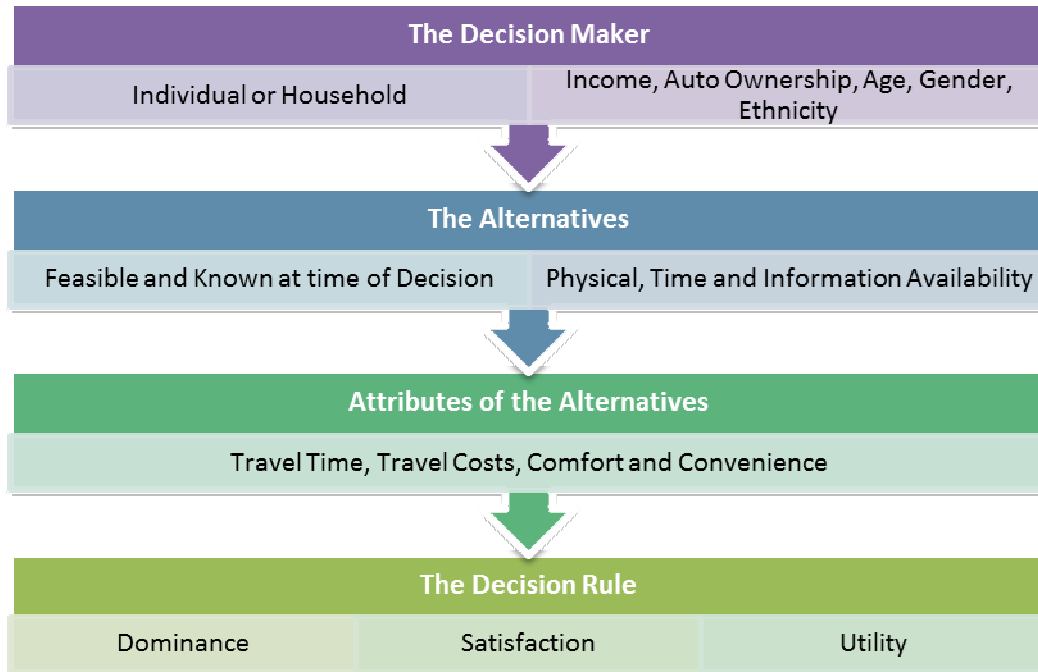 The Decision Maker
Individual or Household
Income, Auto Ownership, Age, Gender,
Ethnicity
The Alternatives
Feasible and Known at time of Decision
Physical, Time and Information Availability
Attributes of the Alternatives
Travel Time, Travel Costs, Comfort and Convenience
The Decision Rule
Dominance
Satisfaction
Utility